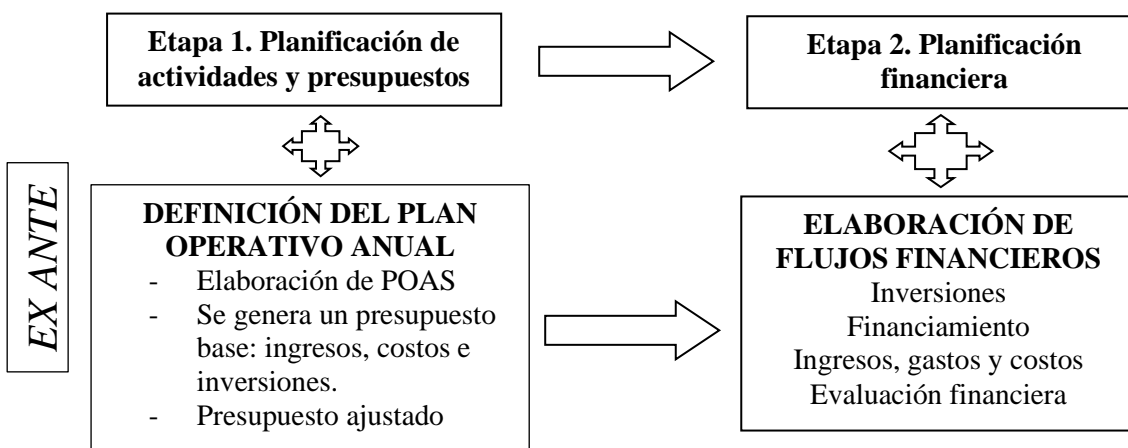 Etapa 1. Planificación de
actividades y presupuestos
Etapa 2. Planificación
financiera
EX ANTE
DEFINICIÓN DEL PLAN
OPERATIVO ANUAL
- Elaboración de POAS
- Se genera un presupuesto
base: ingresos, costos e
inversiones.
- Presupuesto ajustado
ELABORACIÓN DE
FLUJOS FINANCIEROS
Inversiones
Financiamiento
Ingresos, gastos y costos
Evaluación financiera